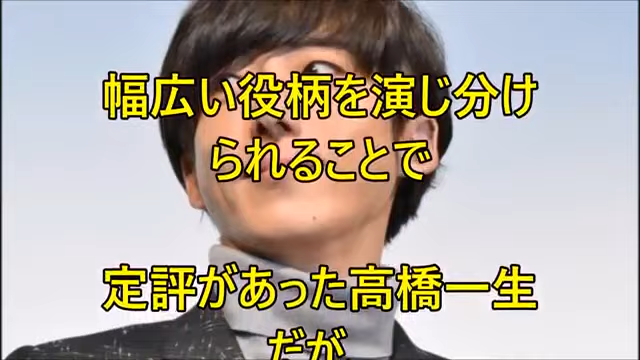 幅広い役柄を演じ分け
られることで
定評があった高橋一生
だが